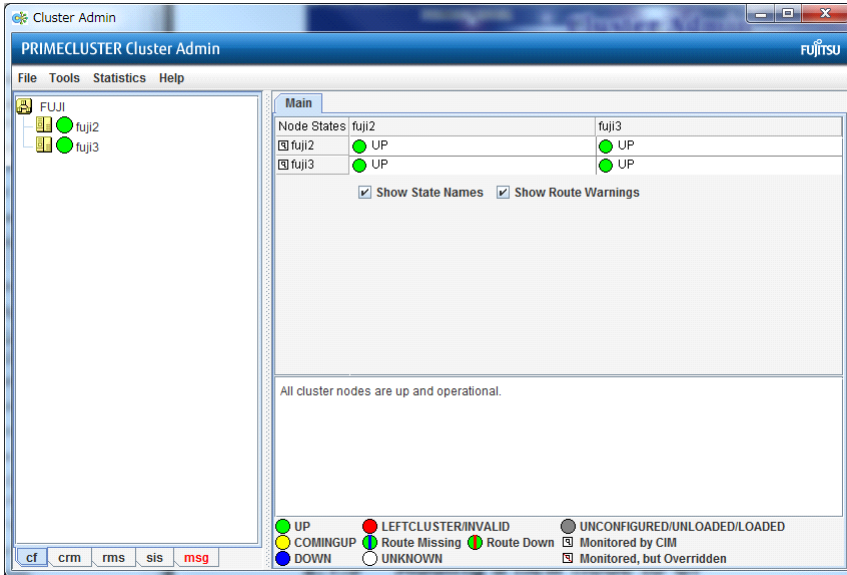 Cluster Admin
PRIMECLUSTER Cluster Admin
FUJITSU
File Tools Statistics Help
FUJI
fuji2
fuji3
Main
Node States fuji2 fuji3
fuji2 UP UP
fuji3 UP UP
Show State Names Show Route Warnings
All cluster nodes are up and operational.
UP LEFTCLUSTER/INVALID UNCONFIGURED/UNLOADED/LOADED
COMINGUP Route Missing Route Down Monitored by CIM
DOWN UNKNOWN Monitored, but Overridden
cf crm rms sis msg